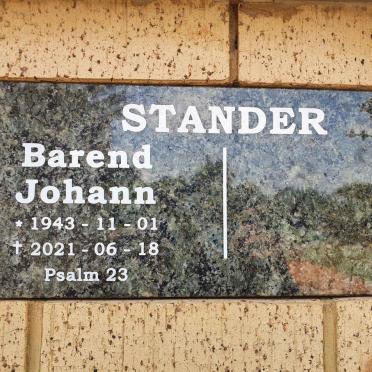 STANDER
Barend
Johann
* 1943 - 11 - 01
† 2021 - 06 - 18
Psalm 23